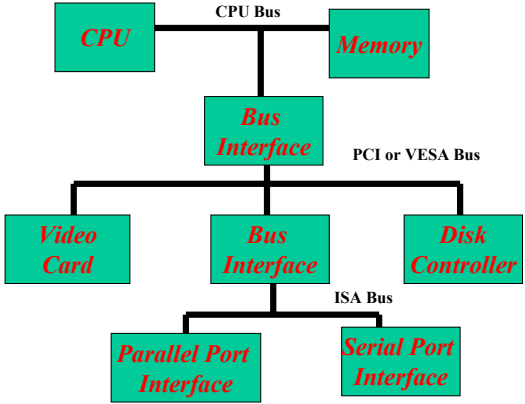 CPU Bus
CPU
Memory
Bus
Interface
PCI or VESA Bus
Video
Card
Bus
Interface
Disk
Controller
ISA Bus
Parallel Port
Interface
Serial Port
Interface